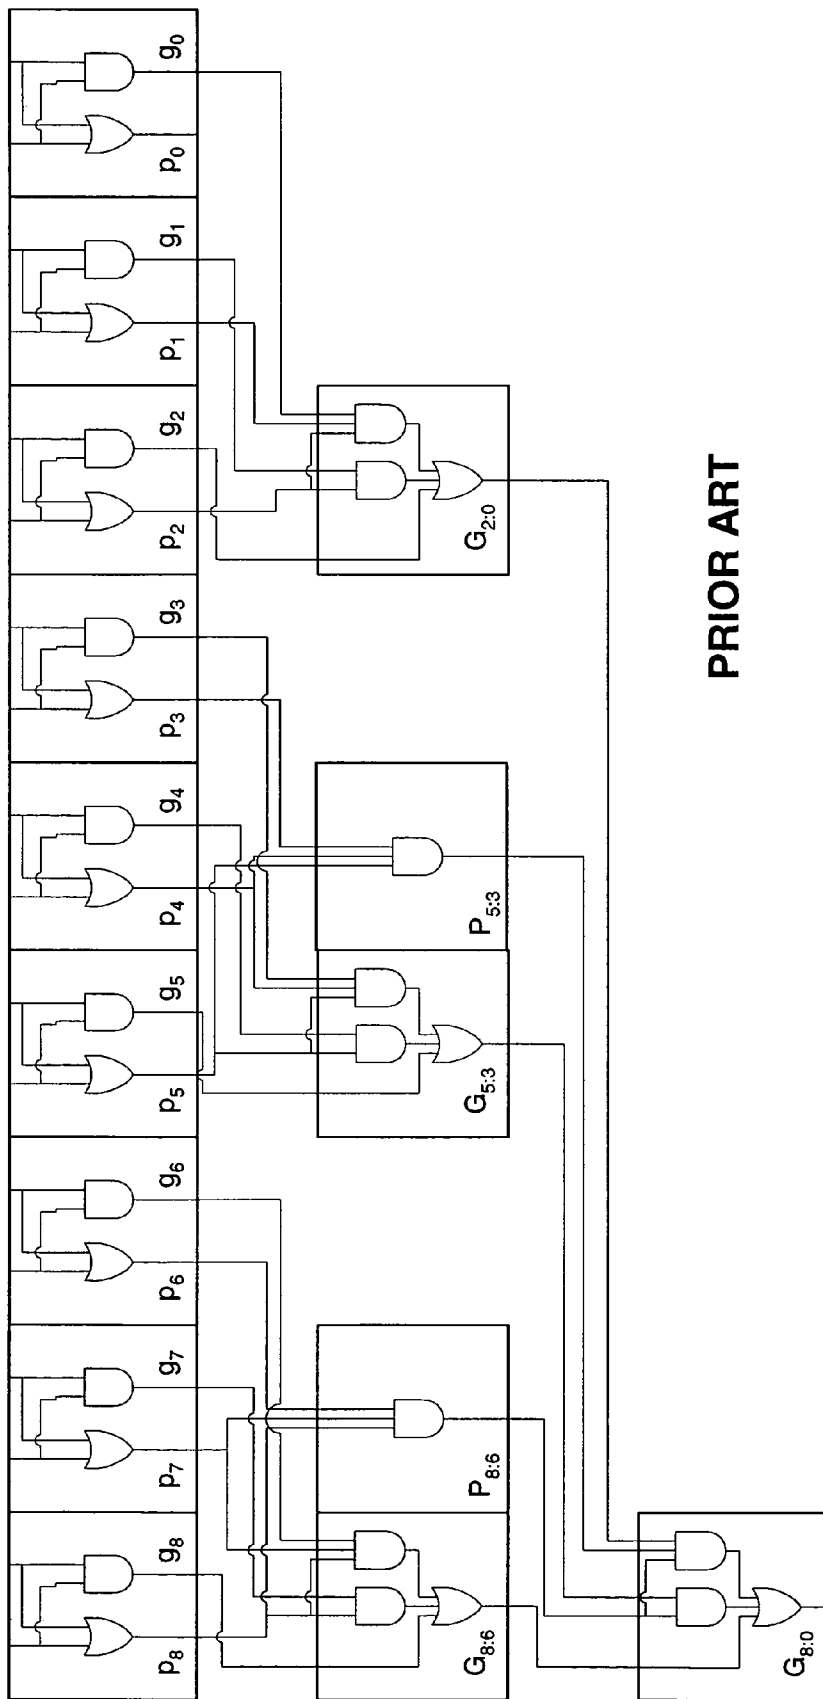 p₈ g₈ p₇ g₇ p₆ g₆ p₅ g₅ p₄ g₄ p₃ g₃ p₂ g₂ p₁ g₁ p₀ g₀
G₈:₆ P₈:₆ G₅:₃ P₅:₃ G₂:₀
G₈:₀
PRIOR ART